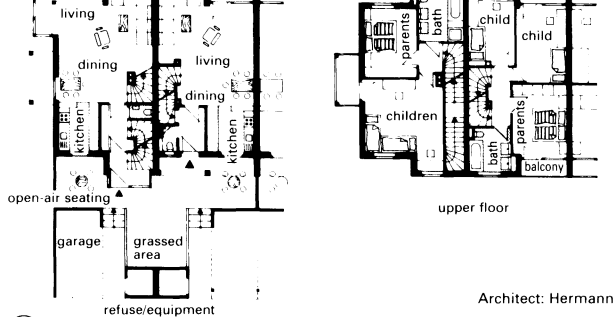 living
dining
living
dining
kitchen
kitchen
open-air seating
garage
grassed
area
refuse/equipment
parents
bath
child
child
children
parents
bath
balcony
upper floor
Architect: Hermann